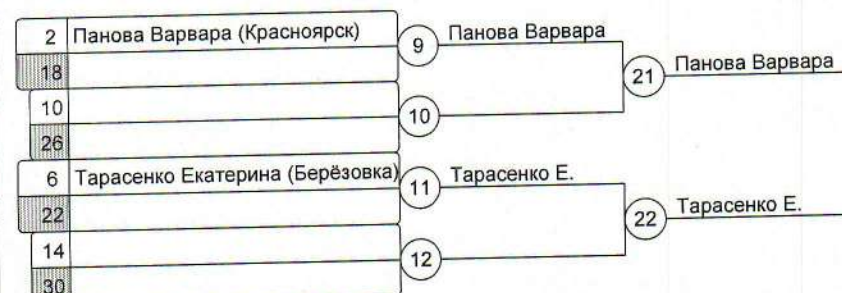 2 Панова Варвара (Красноярск)
9 Панова Варвара
18
21 Панова Варвара
10
10
26
6 Тарасенко Екатерина (Берёзовка)
11 Тарасенко Е.
22
22 Тарасенко Е.
14
12
30